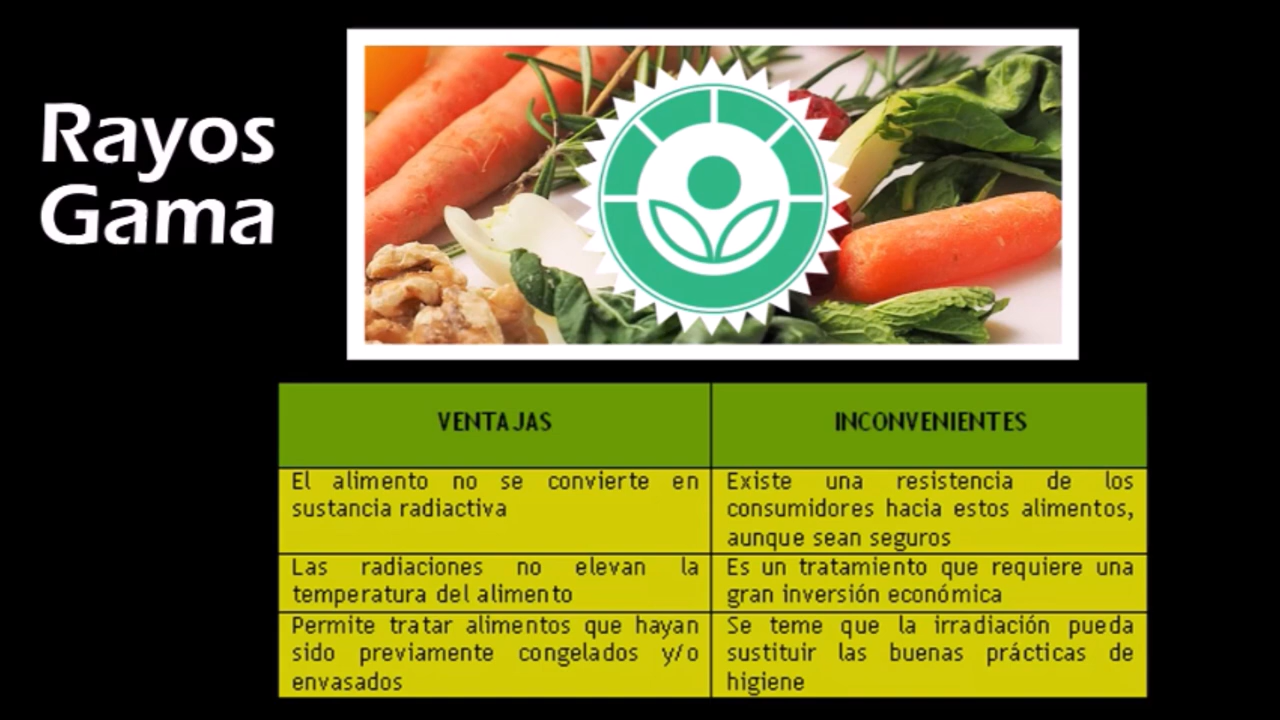 Rayos
Gama
VENTAJAS
INCONVENIENTES
El alimento no se convierte en
sustancia radiactiva
Existe una resistencia de los
consumidores hacia estos alimentos,
aunque sean seguros
Las radiaciones no elevan la
temperatura del alimento
Es un tratamiento que requiere una
gran inversión económica
Permite tratar alimentos que hayan
sido previamente congelados y/o
envasados
Se teme que la irradiación pueda
sustituir las buenas prácticas de
higiene